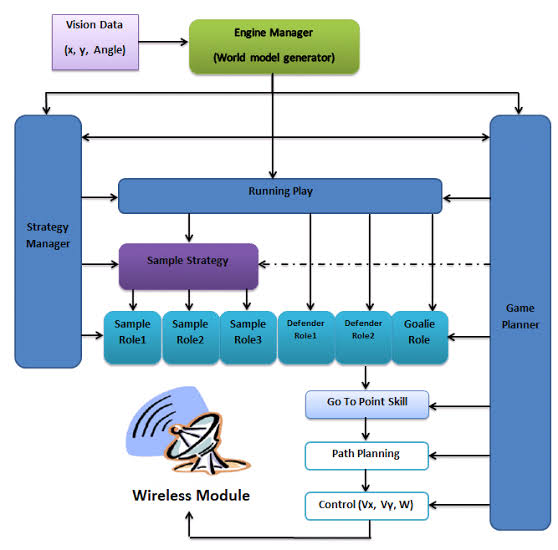 Vision Data
(x, y, Angle)
Engine Manager
(World model generator)
Running Play
Strategy
Manager
Sample Strategy
Game
Planner
Sample
Role1
Sample
Role2
Sample
Role3
Defender
Role1
Defender
Role2
Goalie
Role
Go To Point Skill
Path Planning
Wireless Module
Control (Vx, Vy, W)